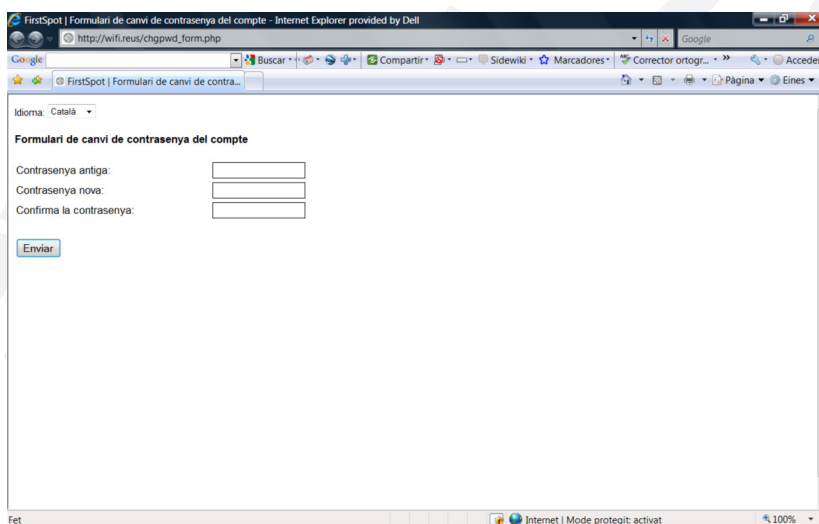 FirstSpot | Formulari de canvi de contrasenya del compte - Internet Explorer provided by Dell
http://wifi.reus/chgpwd_form.php
Google
Google Buscar Compartir Sidewiki Marcadores Corrector ortogr... » Acceder
FirstSpot | Formulari de canvi de contra... Pàgina Eines
Idioma: Català
Formulari de canvi de contrasenya del compte
Contrasenya antiga:
Contrasenya nova:
Confirma la contrasenya:
Enviar
Fet Internet | Mode protegit: activat 100%